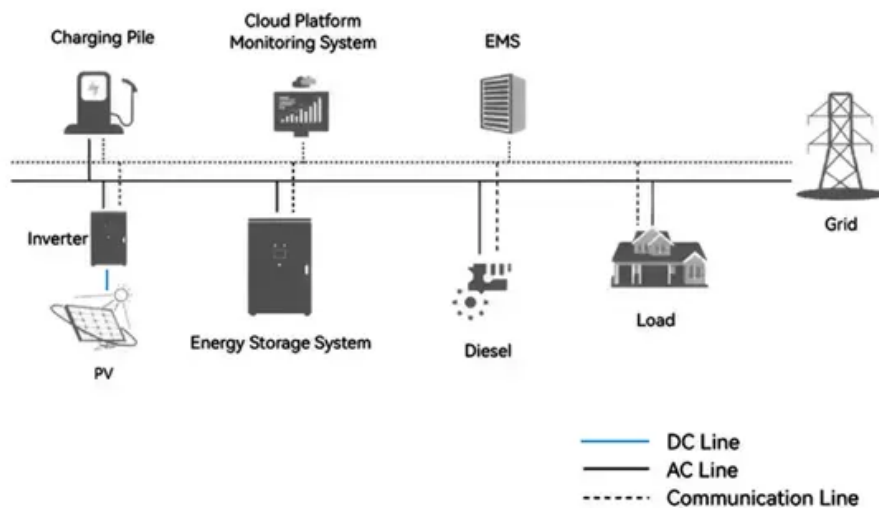 Charging Pile
Cloud Platform
Monitoring System
EMS
Grid
Inverter
Energy Storage System
Diesel
Load
PV
DC Line
AC Line
Communication Line